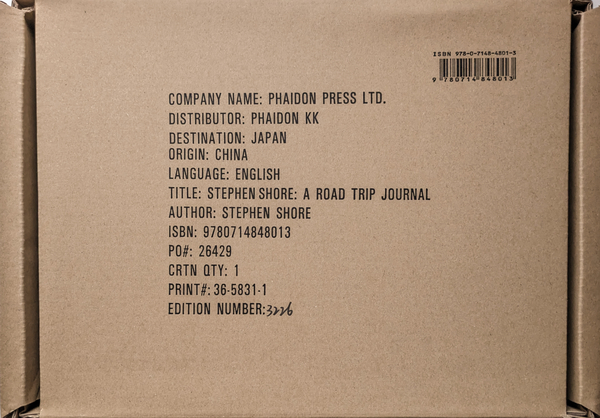 ISBN 978-0-7148-4801-3
9 780714 848013
COMPANY NAME: PHAIDON PRESS LTD.
DISTRIBUTOR: PHAIDON KK
DESTINATION: JAPAN
ORIGIN: CHINA
LANGUAGE: ENGLISH
TITLE: STEPHEN SHORE: A ROAD TRIP JOURNAL
AUTHOR: STEPHEN SHORE
ISBN: 9780714848013
PO#: 26429
CRTN QTY: 1
PRINT#: 36-5831-1
EDITION NUMBER:3226